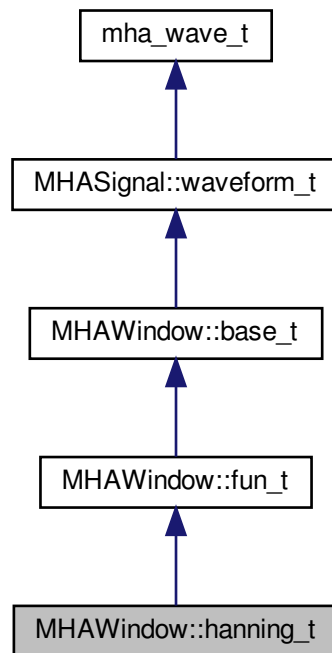 mha_wave_t
MHASignal::waveform_t
MHAWindow::base_t
MHAWindow::fun_t
MHAWindow::hanning_t